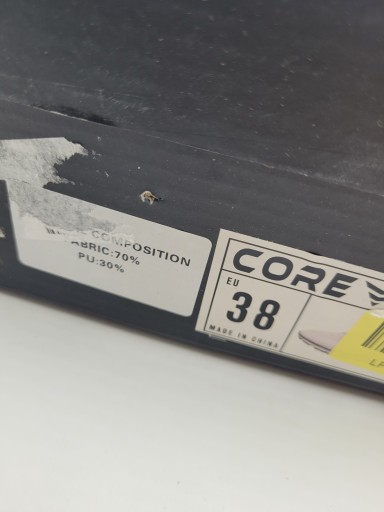 COMPOSITION
FABRIC:70%
PU:30%
CORE
EU
38
MADE IN CHINA